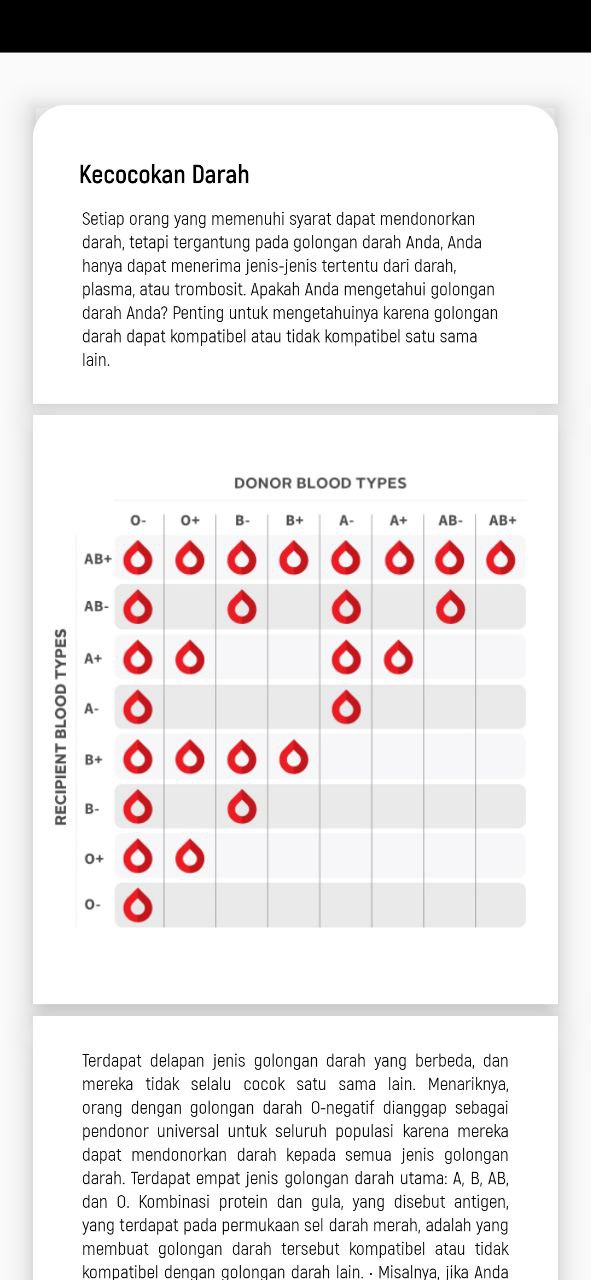 Kecocokan Darah
Setiap orang yang memenuhi syarat dapat mendonorkan
darah, tetapi tergantung pada golongan darah Anda, Anda
hanya dapat menerima jenis-jenis tertentu dari darah,
plasma, atau trombosit. Apakah Anda mengetahui golongan
darah Anda? Penting untuk mengetahuinya karena golongan
darah dapat kompatibel atau tidak kompatibel satu sama
lain.
DONOR BLOOD TYPES
O- O+ B- B+ A- A+ AB- AB+
RECIPIENT BLOOD TYPES
AB+
AB-
A+
A-
B+
B-
O+
O-
Terdapat delapan jenis golongan darah yang berbeda, dan
mereka tidak selalu cocok satu sama lain. Menariknya,
orang dengan golongan darah O-negatif dianggap sebagai
pendonor universal untuk seluruh populasi karena mereka
dapat mendonorkan darah kepada semua jenis golongan
darah. Terdapat empat jenis golongan darah utama: A, B, AB,
dan O. Kombinasi protein dan gula, yang disebut antigen,
yang terdapat pada permukaan sel darah merah, adalah yang
membuat golongan darah tersebut kompatibel atau tidak
kompatibel dengan golongan darah lain. · Misalnya, jika Anda